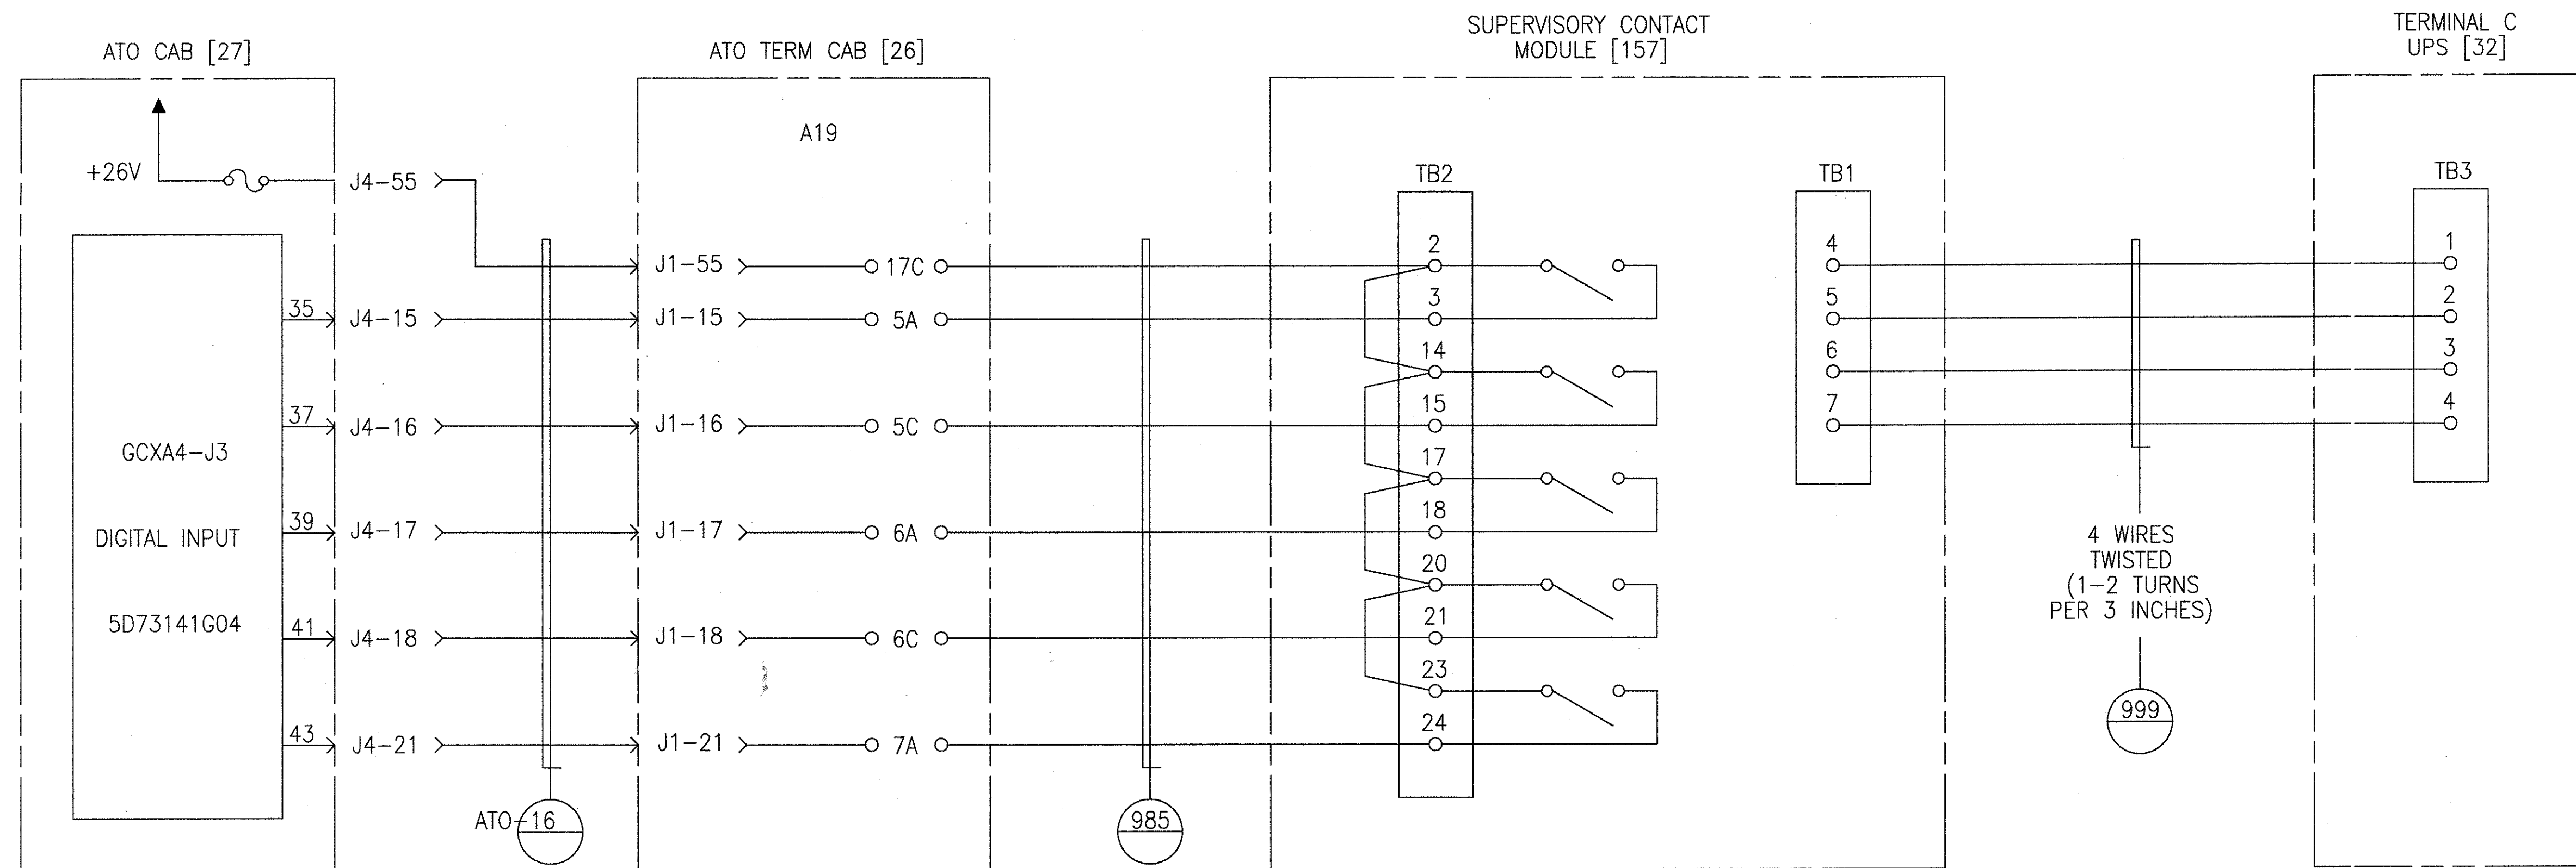 ATO CAB [27]
ATO TERM CAB [26]
SUPERVISORY CONTACT
MODULE [157]
TERMINAL C
UPS [32]
A19
+26V
J4-55
TB2
TB1
TB3
J1-55
17C
2
4
1
35
J4-15
J1-15
5A
3
5
2
14
6
3
37
J4-16
J1-16
5C
15
7
4
GCXA4-J3
17
39
J4-17
J1-17
6A
18
DIGITAL INPUT
4 WIRES
TWISTED
(1-2 TURNS
PER 3 INCHES)
20
5D73141G04
41
J4-18
J1-18
6C
21
23
999
43
J4-21
J1-21
7A
24
ATO-16
985